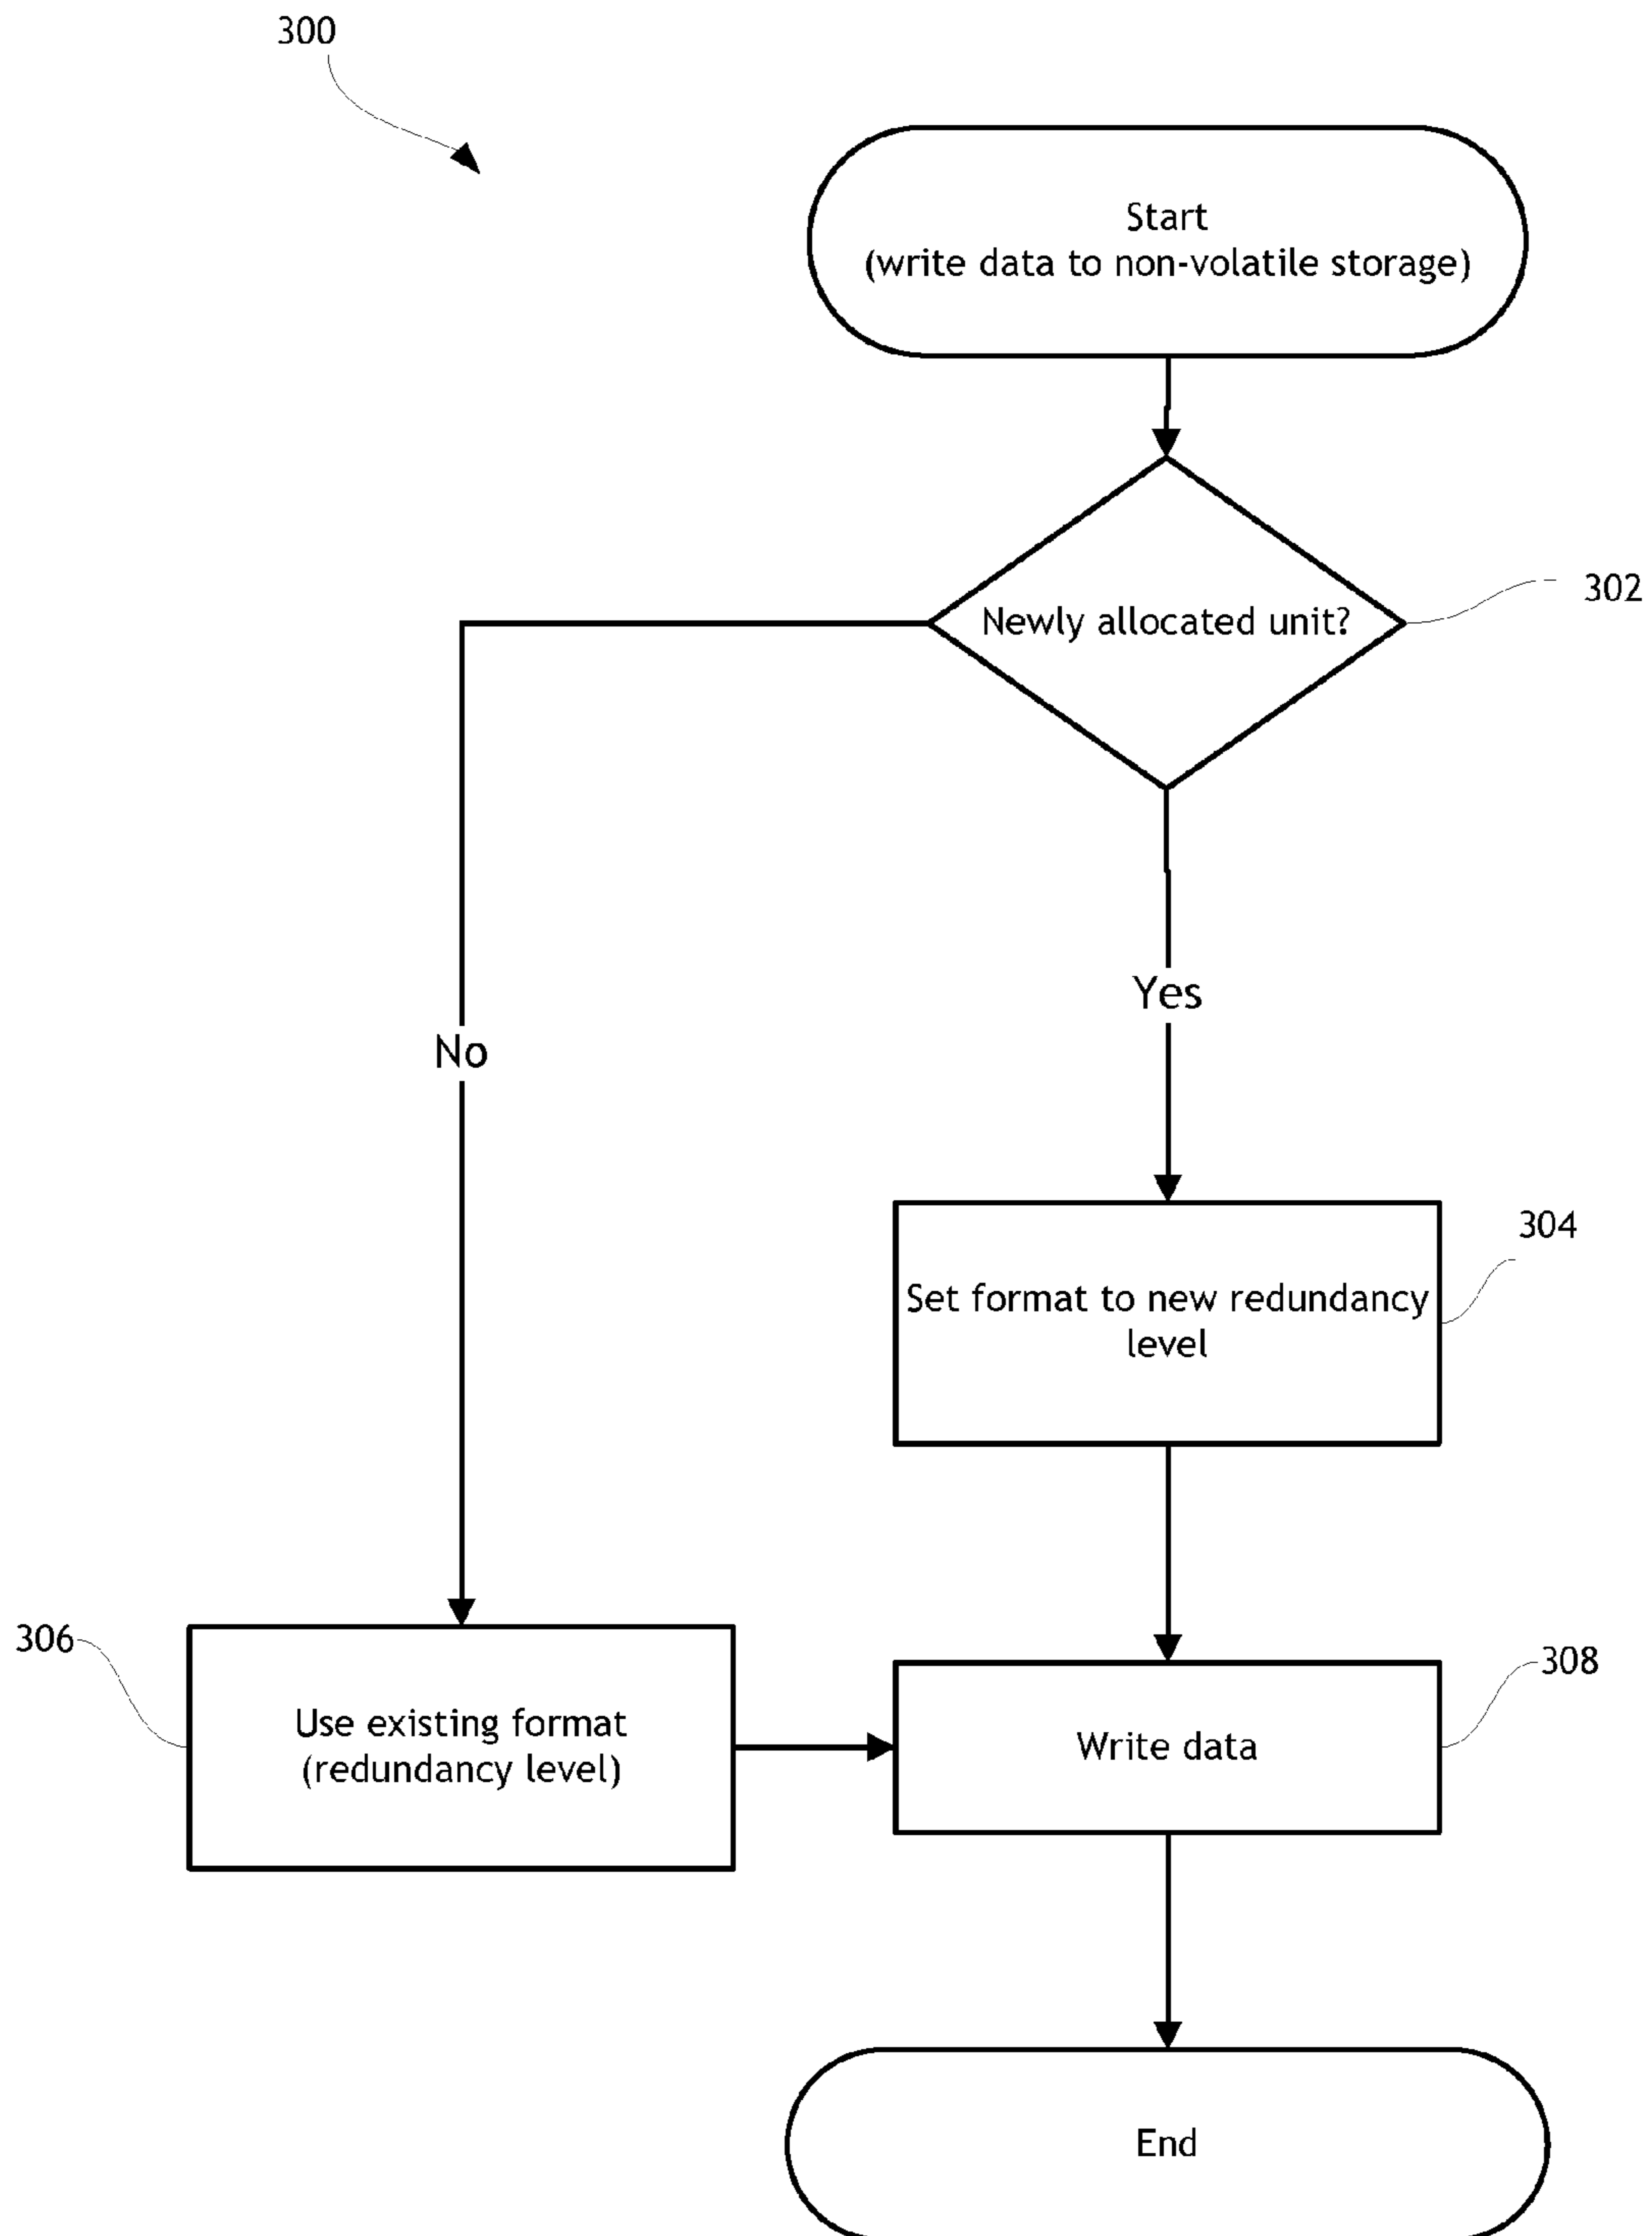 300
Start
(write data to non-volatile storage)
Newly allocated unit?
302
Yes
No
304
Set format to new redundancy
level
306
Use existing format
(redundancy level)
308
Write data
End